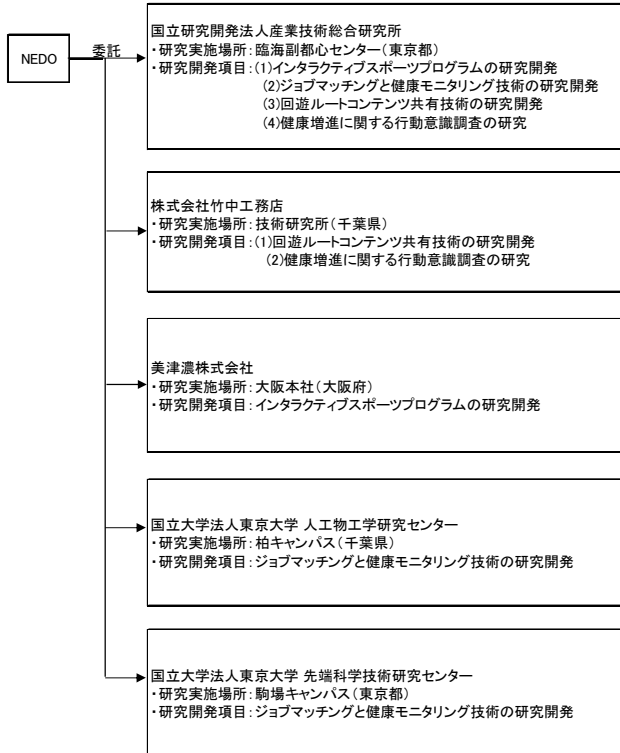 NEDO
委託
国立研究開発法人産業技術総合研究所
・研究実施場所:臨海副都心センター(東京都)
・研究開発項目:(1)インタラクティブスポーツプログラムの研究開発
(2)ジョブマッチングと健康モニタリング技術の研究開発
(3)回遊ルートコンテンツ共有技術の研究開発
(4)健康増進に関する行動意識調査の研究
株式会社竹中工務店
・研究実施場所:技術研究所(千葉県)
・研究開発項目:(1)回遊ルートコンテンツ共有技術の研究開発
(2)健康増進に関する行動意識調査の研究
美津濃株式会社
・研究実施場所:大阪本社(大阪府)
・研究開発項目:インタラクティブスポーツプログラムの研究開発
国立大学法人東京大学 人工物工学研究センター
・研究実施場所:柏キャンパス(千葉県)
・研究開発項目:ジョブマッチングと健康モニタリング技術の研究開発
国立大学法人東京大学 先端科学技術研究センター
・研究実施場所:駒場キャンパス(東京都)
・研究開発項目:ジョブマッチングと健康モニタリング技術の研究開発